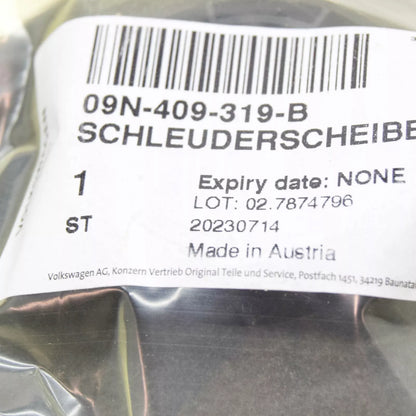 09N-409-319-B
SCHLEUDERSCHEIBE
1 Expiry date: NONE
LOT: 02.7874796
ST 20230714
Made in Austria
Volkswagen AG, Konzern Vertrieb Original Teile und Service, Postfach 1451, 34219 Baunata